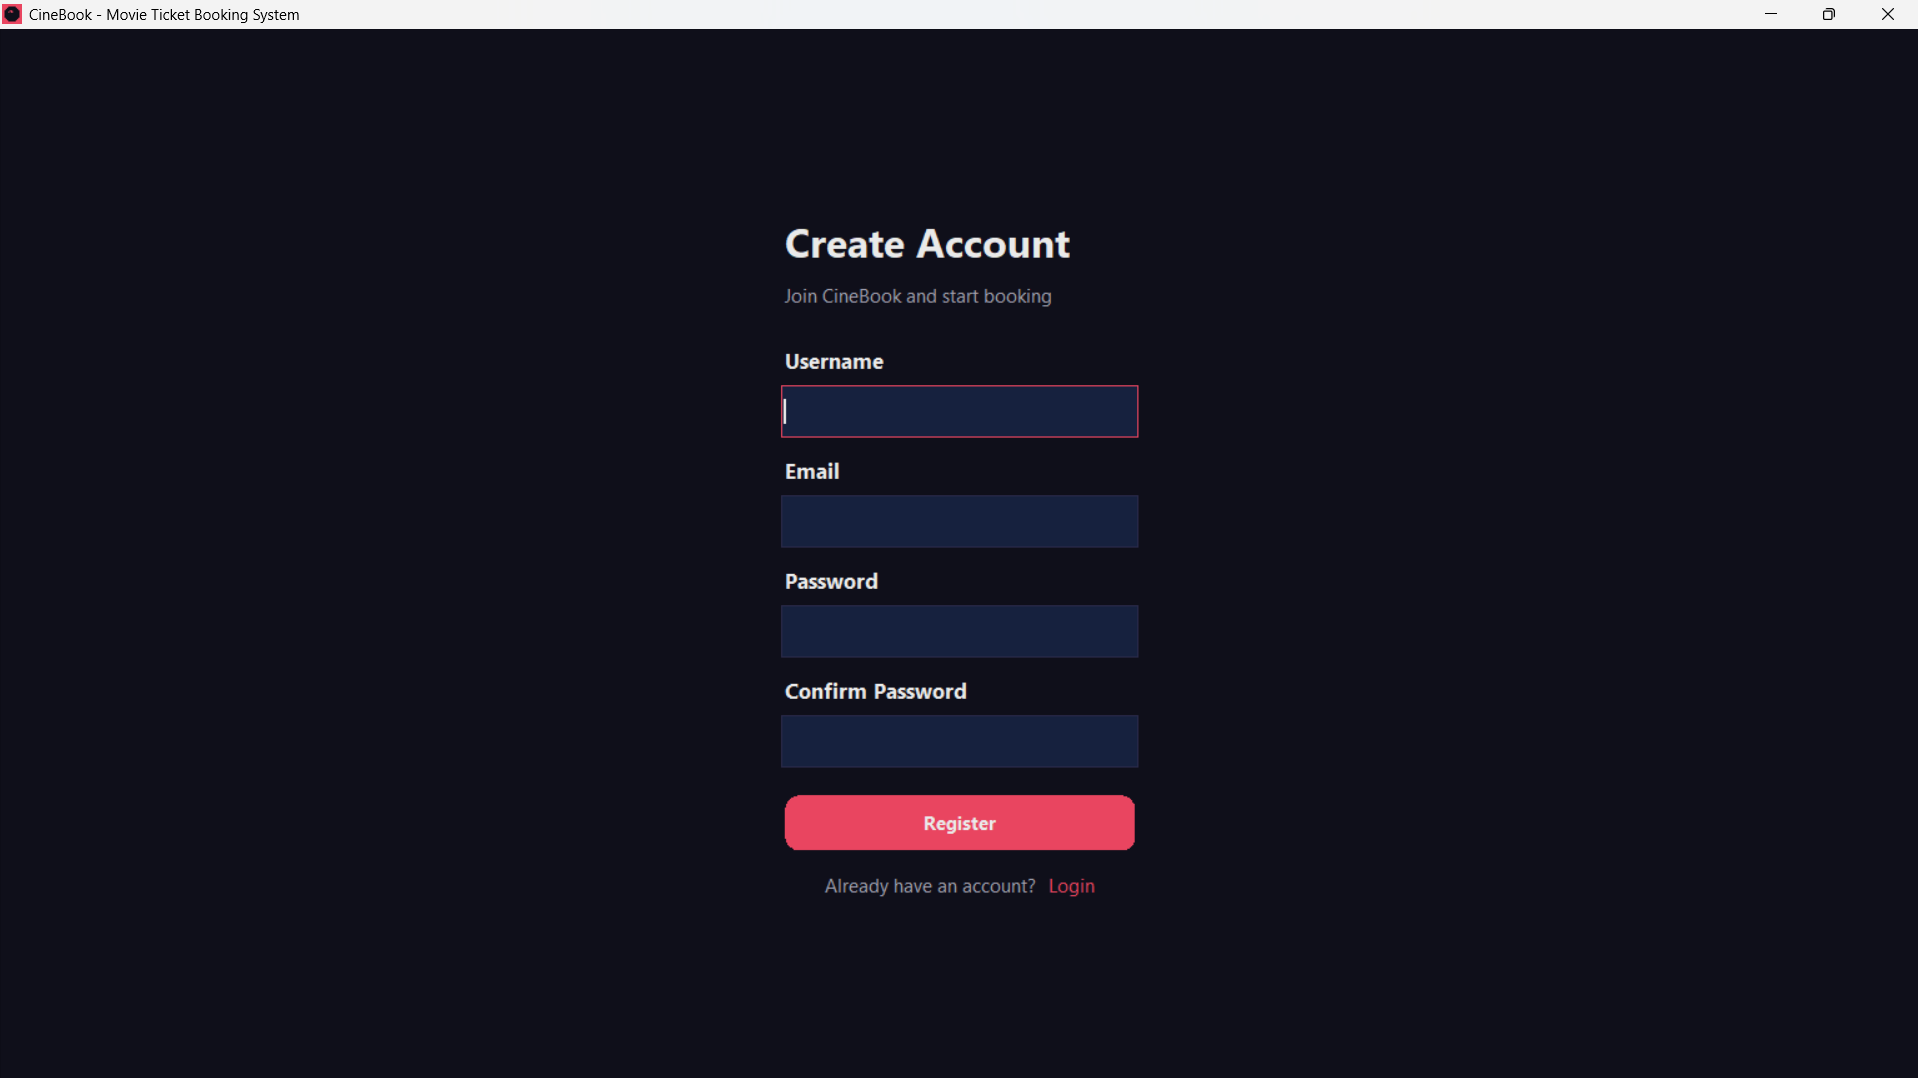 CineBook - Movie Ticket Booking System
Create Account
Join CineBook and start booking
Username
Email
Password
Confirm Password
Register
Already have an account? Login